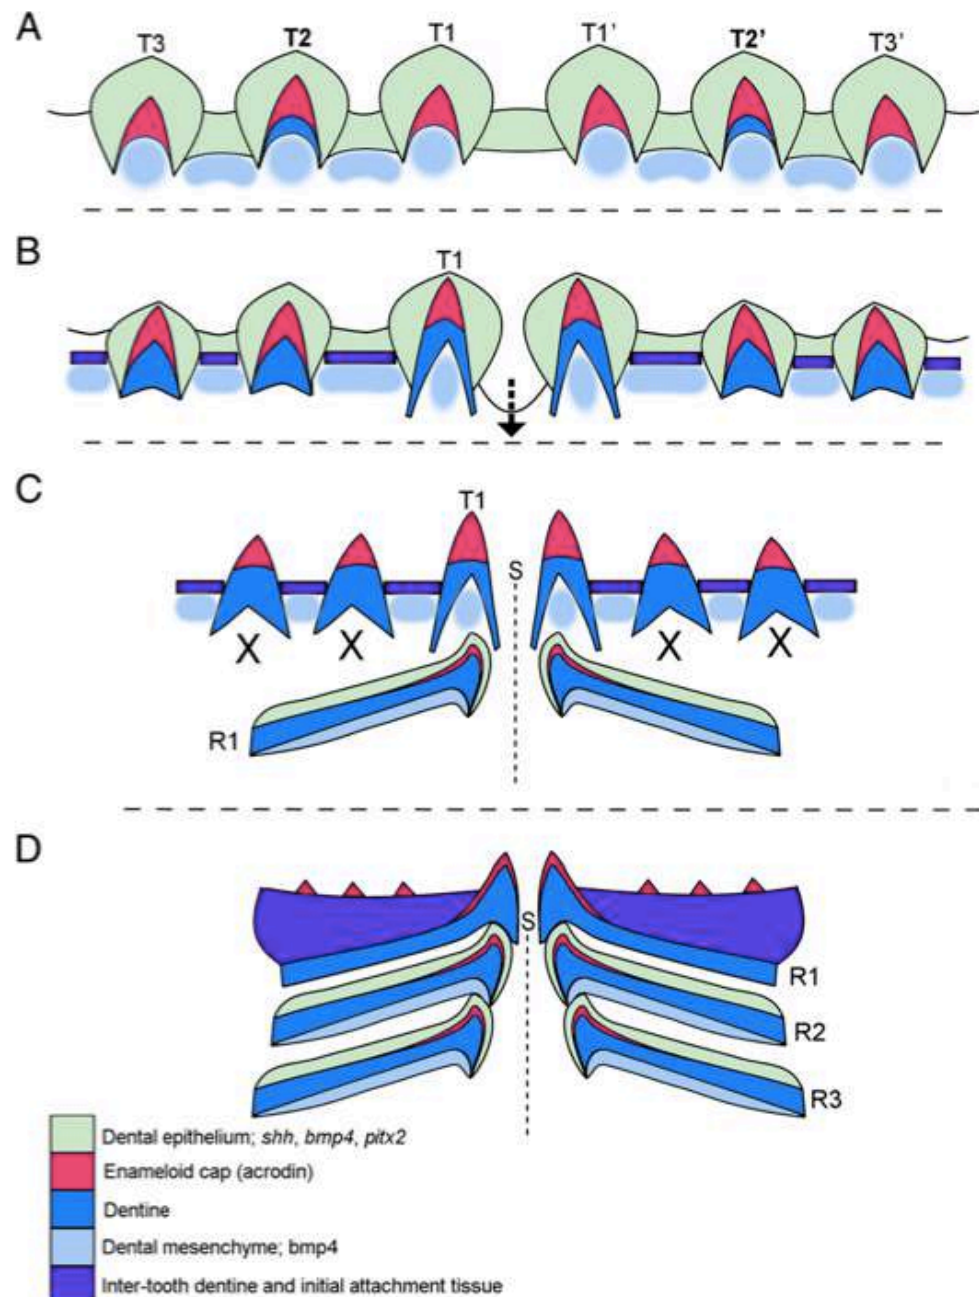 A
T3 T2 T1 T1' T2' T3'
B
T1
C
T1
S
X X X X
R1
D
S
R1
R2
R3
Dental epithelium; shh, bmp4, pitx2
Enameloid cap (acrodin)
Dentine
Dental mesenchyme; bmp4
Inter-tooth dentine and initial attachment tissue